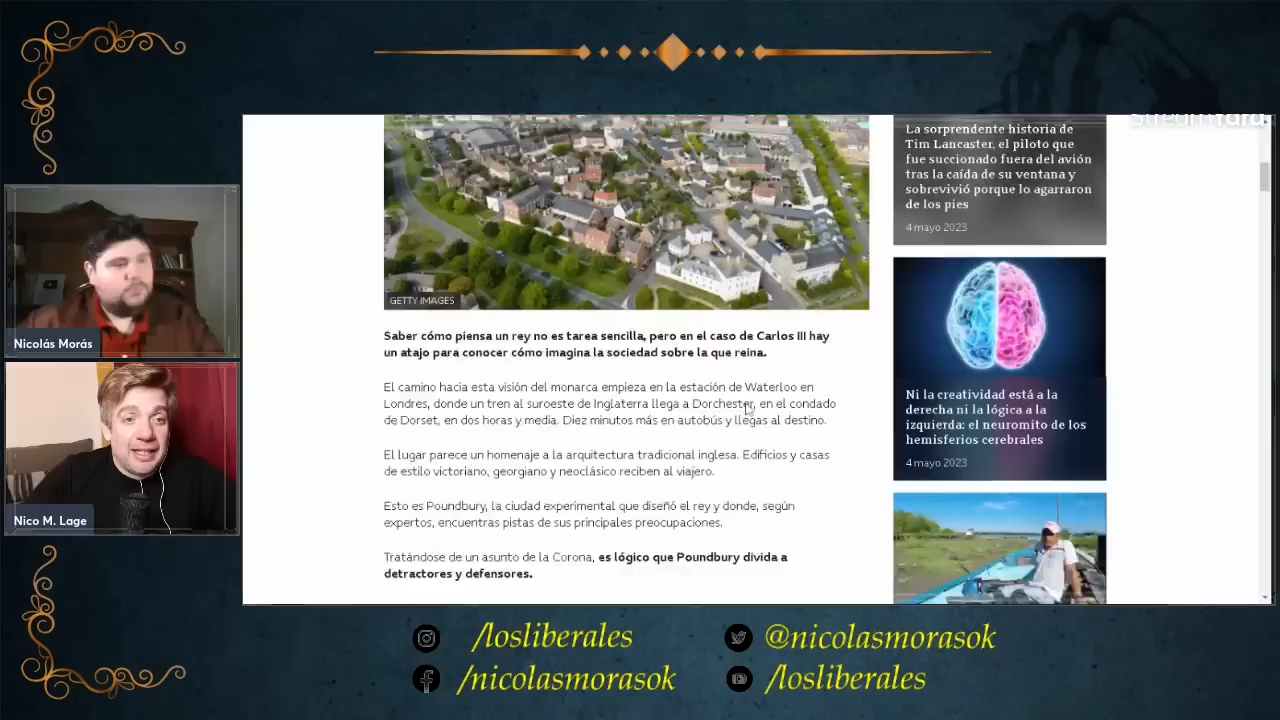 StreamYard
Nicolás Morás
Nico M. Lage
GETTY IMAGES
Saber cómo piensa un rey no es tarea sencilla, pero en el caso de Carlos III hay
un atajo para conocer cómo imagina la sociedad sobre la que reina.
El camino hacia esta visión del monarca empieza en la estación de Waterloo en
Londres, donde un tren al suroeste de Inglaterra llega a Dorchester, en el condado
de Dorset, en dos horas y media. Diez minutos más en autobús y llegas al destino.
El lugar parece un homenaje a la arquitectura tradicional inglesa. Edificios y casas
de estilo victoriano, georgiano y neoclásico reciben al viajero.
Esto es Poundbury, la ciudad experimental que diseñó el rey y donde, según
expertos, encuentras pistas de sus principales preocupaciones.
Tratándose de un asunto de la Corona, es lógico que Poundbury divida a
detractores y defensores.
La sorprendente historia de
Tim Lancaster, el piloto que
fue succionado fuera del avión
tras la caída de su ventana y
sobrevivió porque lo agarraron
de los pies
4 mayo 2023
Ni la creatividad está a la
derecha ni la lógica a la
izquierda: el neuromito de los
hemisferios cerebrales
4 mayo 2023
/losliberales
@nicolasmorasok
/nicolasmorasok
/losliberales